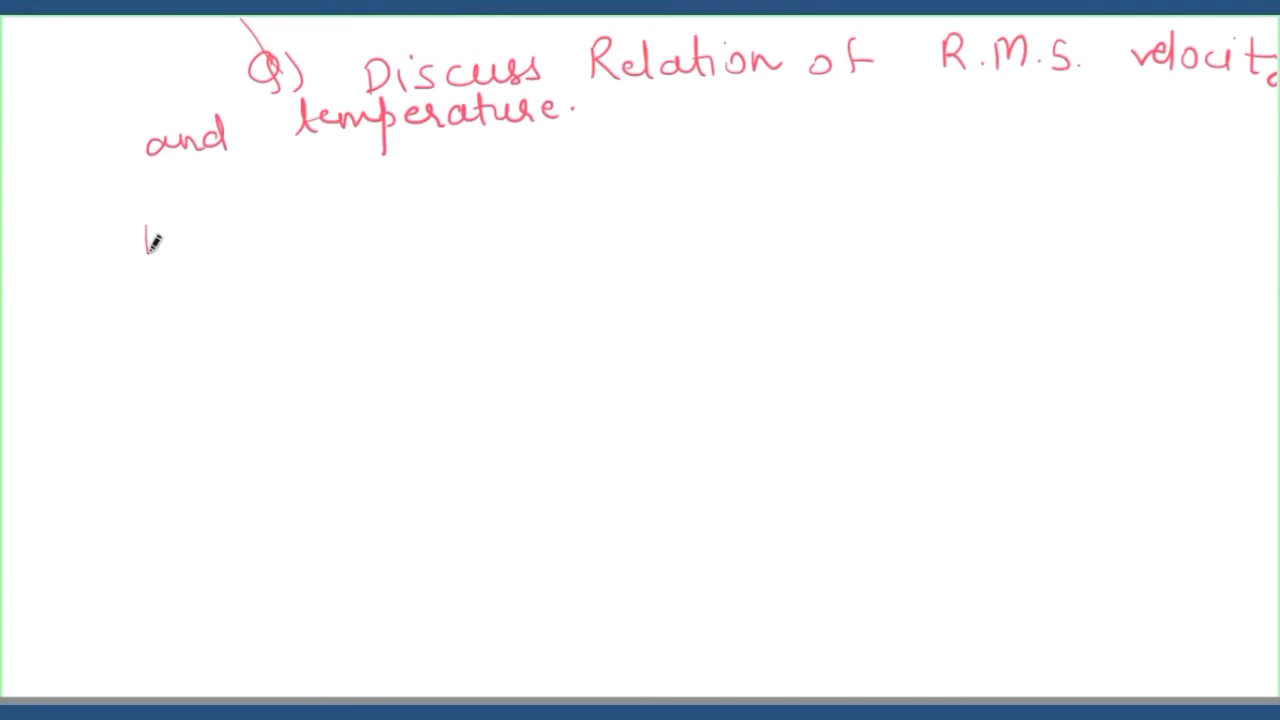 Q) Discuss Relation of R.M.S. velocity
and temperature.